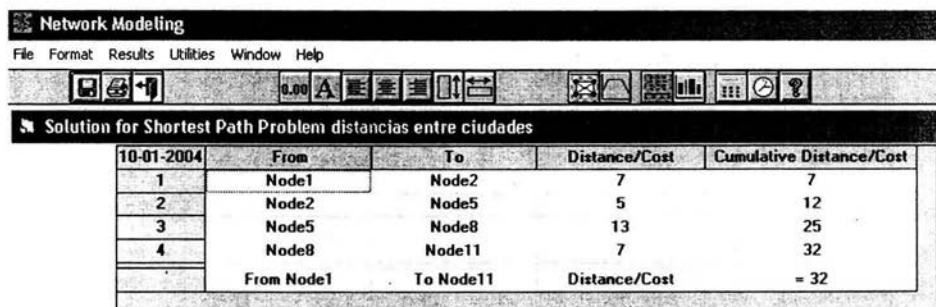 Network Modeling
File Format Results Utilities Window Help
0.00 A ?
Solution for Shortest Path Problem distancias entre ciudades
10-01-2004 From To Distance/Cost Cumulative Distance/Cost
1 Node1 Node2 7 7
2 Node2 Node5 5 12
3 Node5 Node8 13 25
4 Node8 Node11 7 32
From Node1 To Node11 Distance/Cost = 32